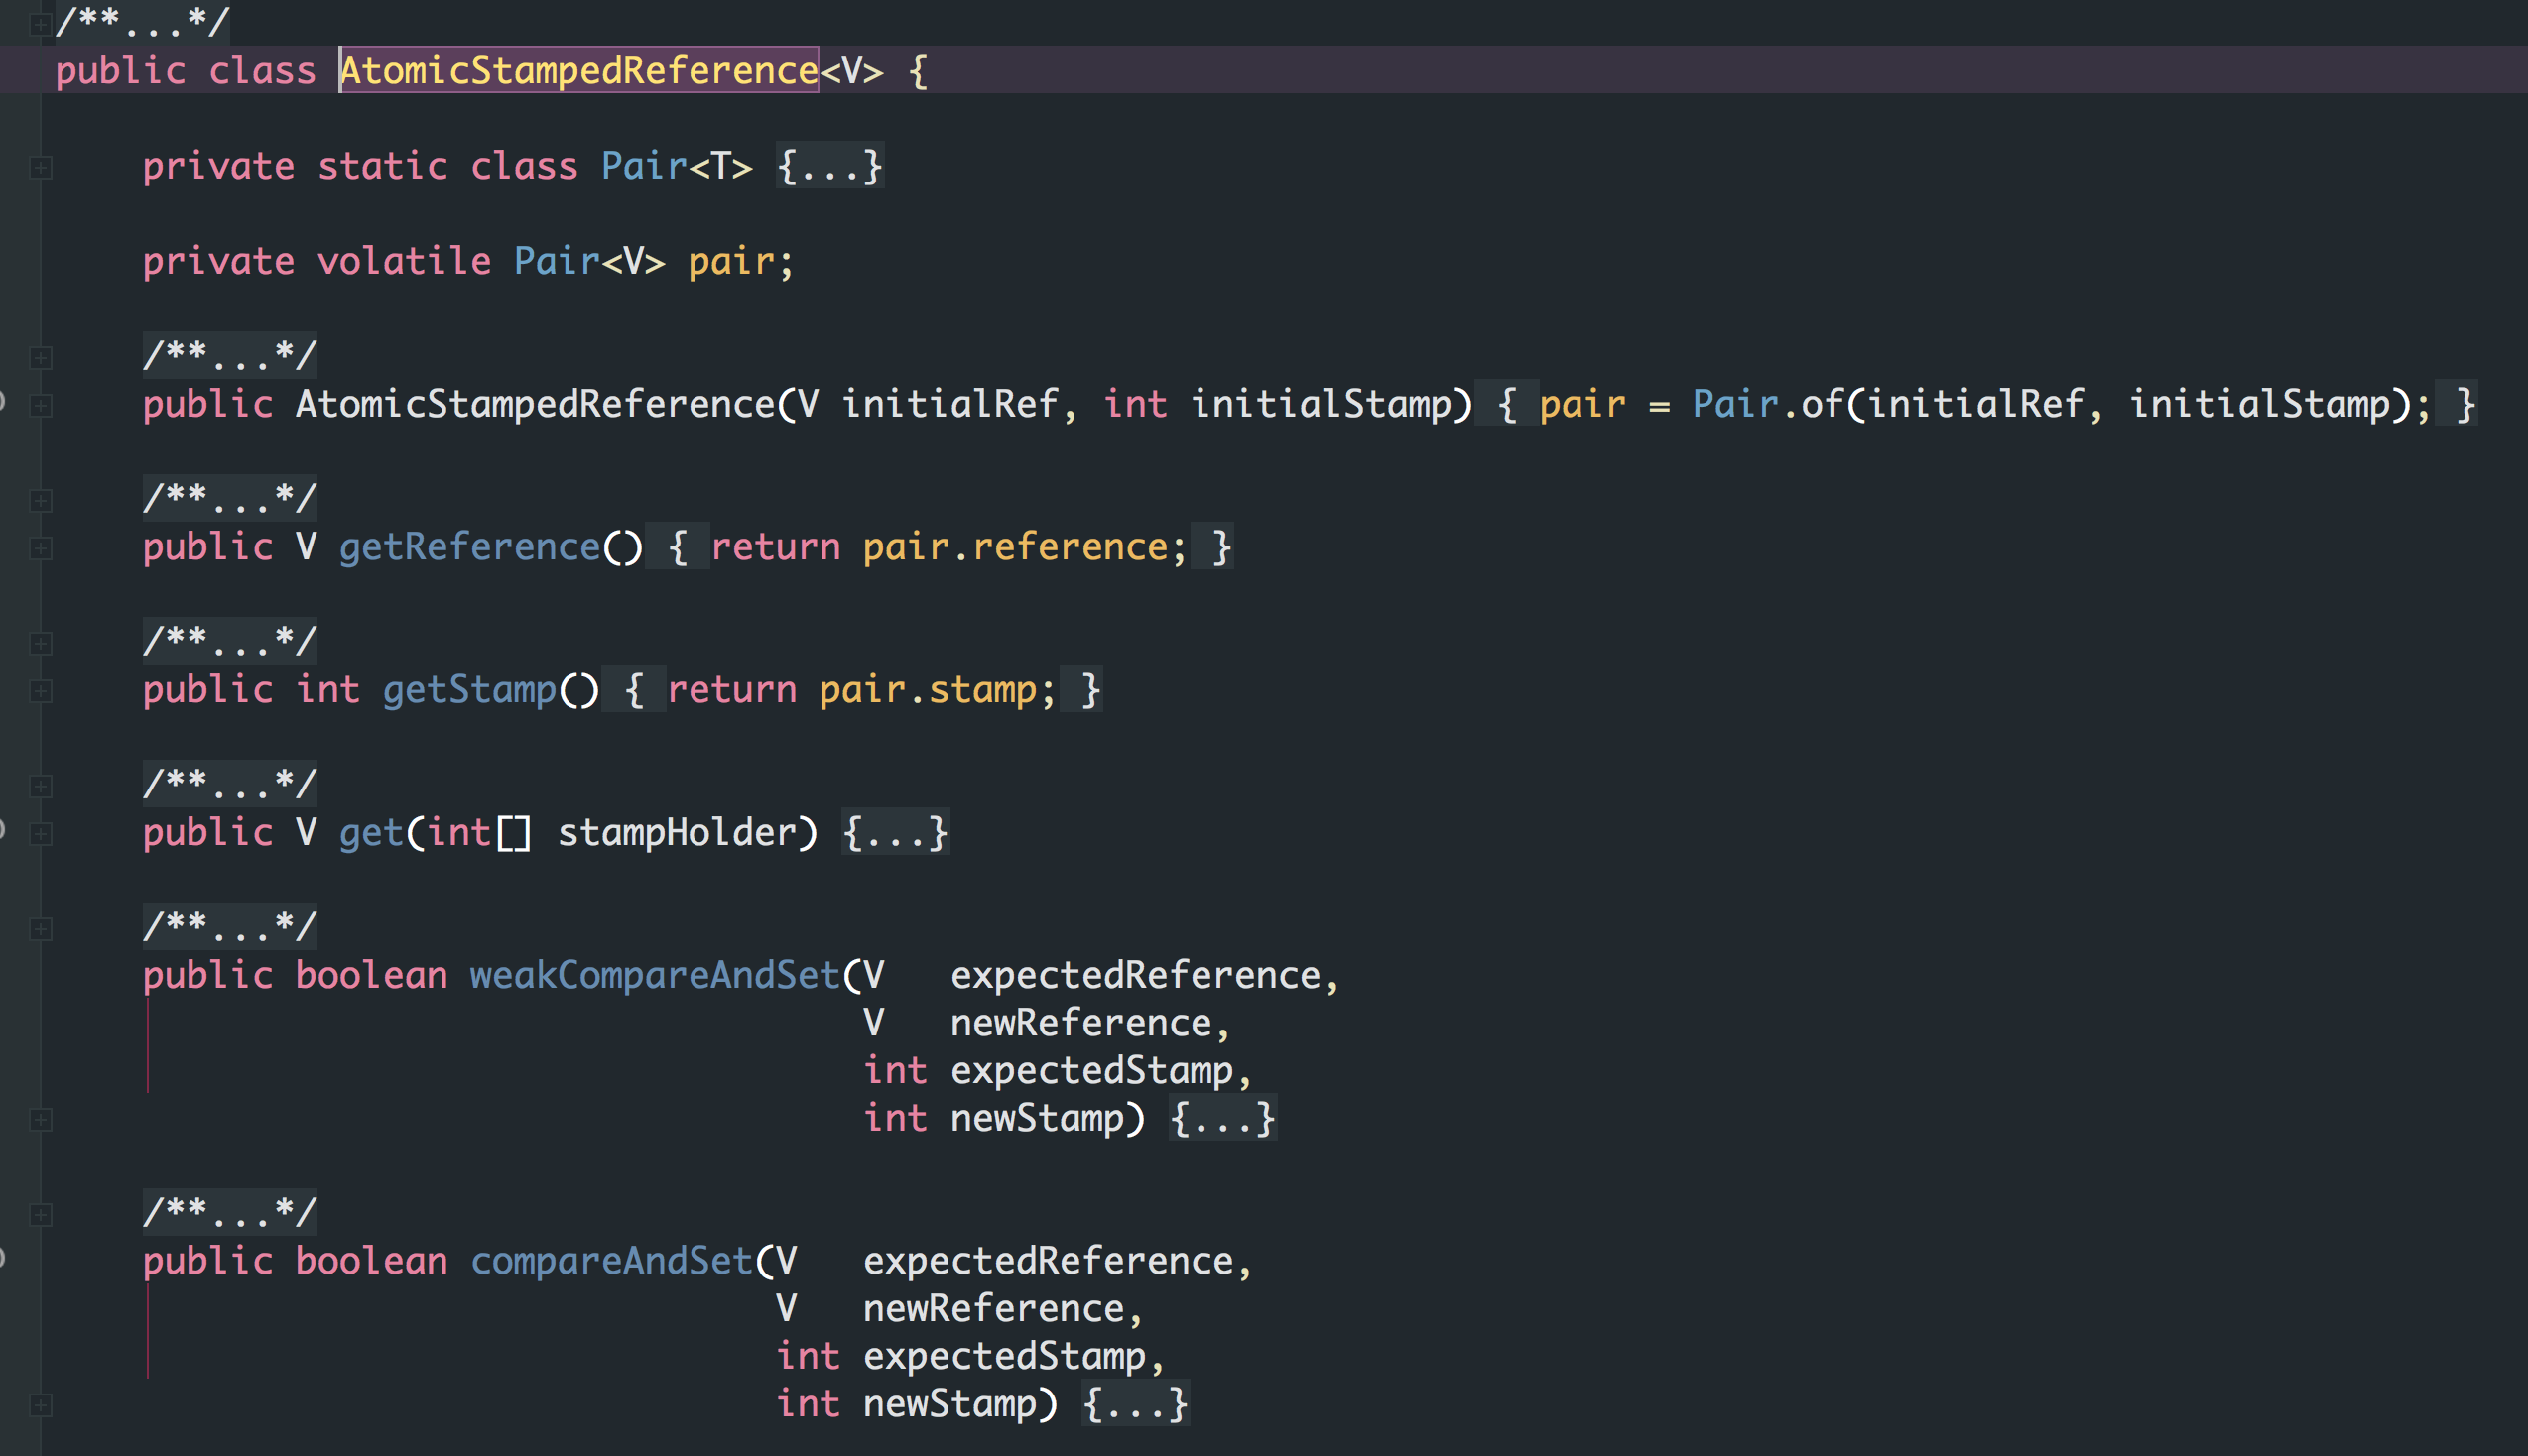 /**...*/
public class AtomicStampedReference<V> {
private static class Pair<T> {...}
private volatile Pair<V> pair;
/**...*/
public AtomicStampedReference(V initialRef, int initialStamp) { pair = Pair.of(initialRef, initialStamp); }
/**...*/
public V getReference() { return pair.reference; }
/**...*/
public int getStamp() { return pair.stamp; }
/**...*/
public V get(int[] stampHolder) {...}
/**...*/
public boolean weakCompareAndSet(V   expectedReference,
V   newReference,
int expectedStamp,
int newStamp) {...}
/**...*/
public boolean compareAndSet(V   expectedReference,
V   newReference,
int expectedStamp,
int newStamp) {...}